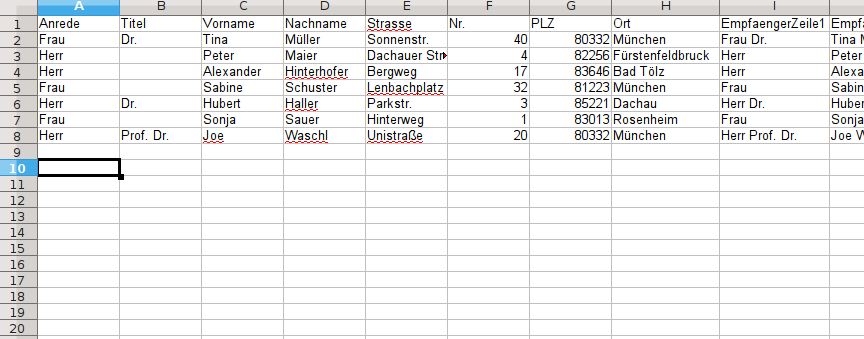 A B C D E F G H I
1 Anrede Titel Vorname Nachname Strasse Nr. PLZ Ort EmpfaengerZeile1 Empf
2 Frau Dr. Tina Müller Sonnenstr. 40 80332 München Frau Dr. Tina
3 Herr Peter Maier Dachauer Str 4 82256 Fürstenfeldbruck Herr Peter
4 Herr Alexander Hinterhofer Bergweg 17 83646 Bad Tölz Herr Alexa
5 Frau Sabine Schuster Lenbachplatz 32 81223 München Frau Sabin
6 Herr Dr. Hubert Haller Parkstr. 3 85221 Dachau Herr Dr. Huber
7 Frau Sonja Sauer Hinterweg 1 83013 Rosenheim Frau Sonja
8 Herr Prof. Dr. Joe Waschl Unistraße 20 80332 München Herr Prof. Dr. Joe W
9
10
11
12
13
14
15
16
17
18
19
20